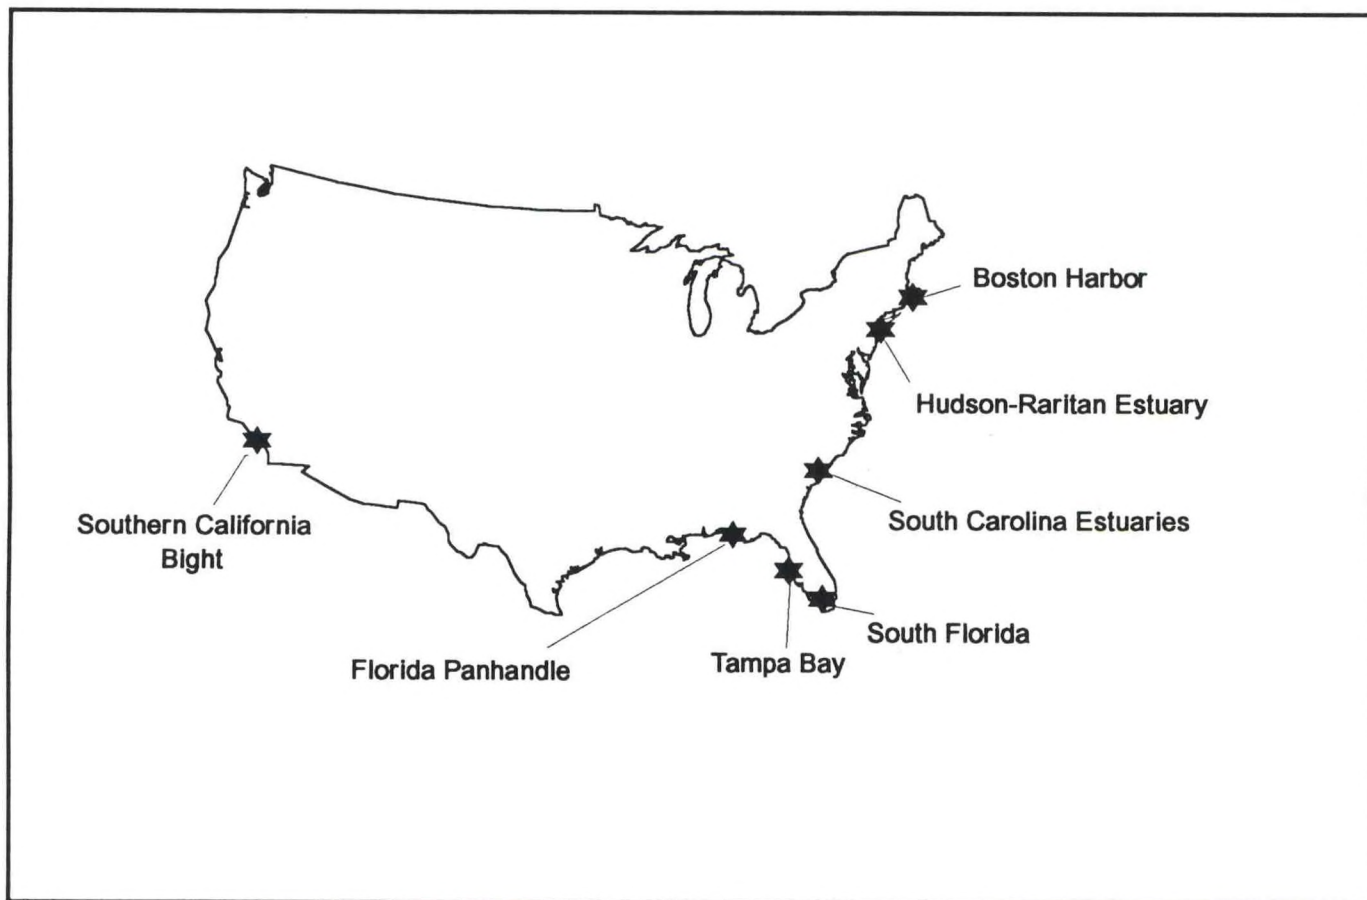 Boston Harbor
Hudson-Raritan Estuary
South Carolina Estuaries
Southern California
Bight
South Florida
Tampa Bay
Florida Panhandle